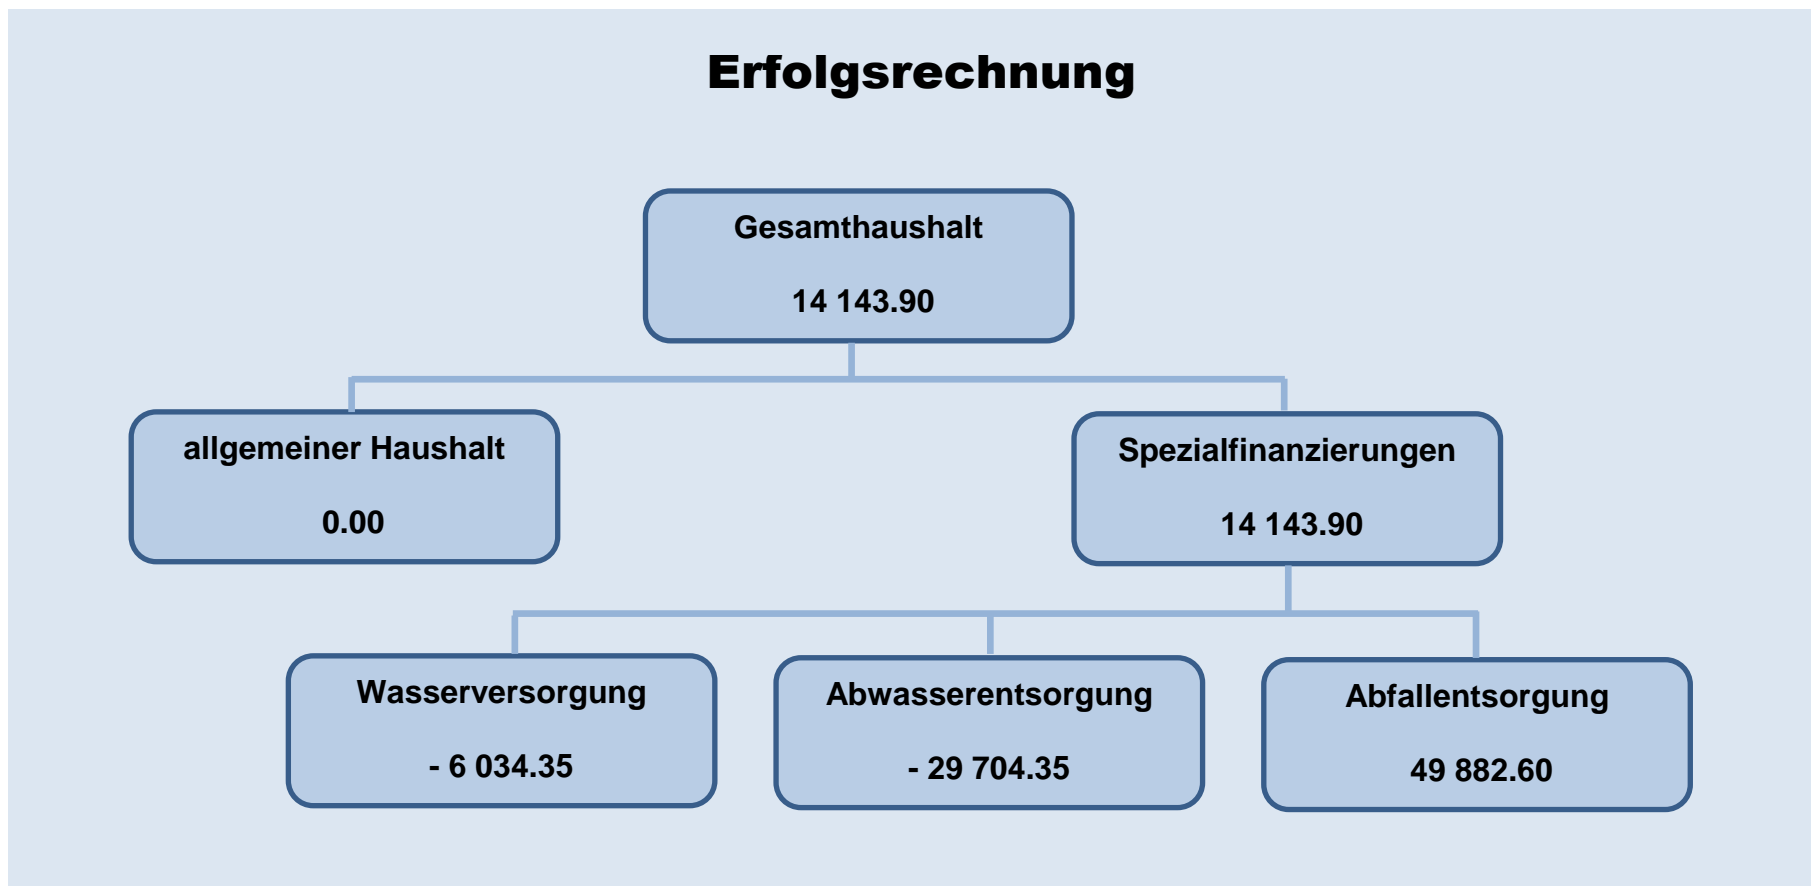 Erfolgsrechnung
Gesamthaushalt
14 143.90
allgemeiner Haushalt
0.00
Spezialfinanzierungen
14 143.90
Wasserversorgung
- 6 034.35
Abwasserentsorgung
- 29 704.35
Abfallentsorgung
49 882.60